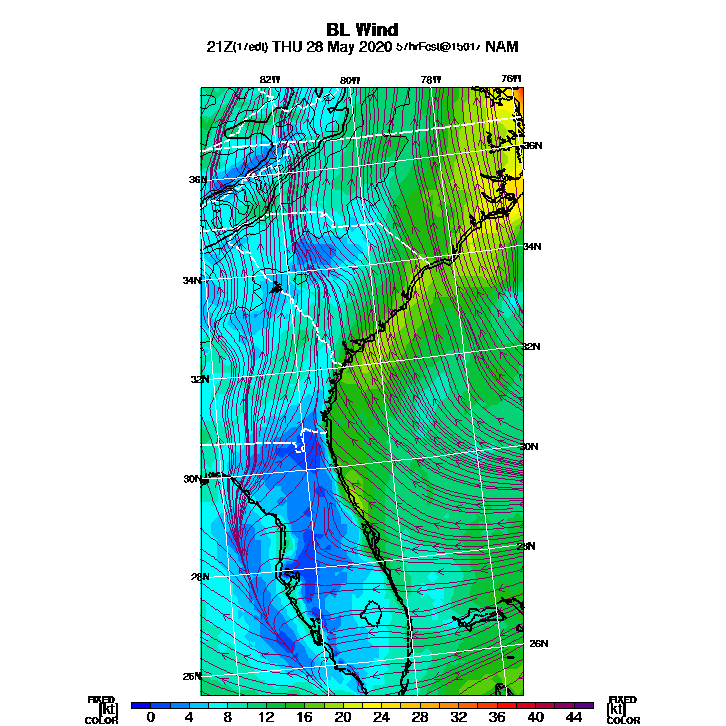 BL Wind
21Z(17edt) THU 28 May 2020 57hrFcst@1501z NAM
82W 80W 78W 76W
36N
36N
34N
34N
32N
32N
30N
30N
28N
28N
26N
26N
FIXED FIXED
[kt] 0 4 8 12 16 20 24 28 32 36 40 44 [kt]
COLOR COLOR